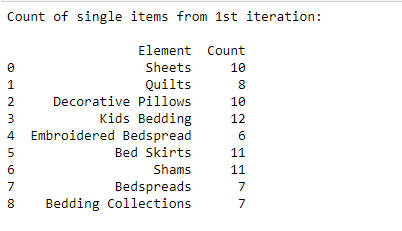 Count of single items from 1st iteration:
Element Count
0 Sheets 10
1 Quilts 8
2 Decorative Pillows 10
3 Kids Bedding 12
4 Embroidered Bedspread 6
5 Bed Skirts 11
6 Shams 11
7 Bedspreads 7
8 Bedding Collections 7